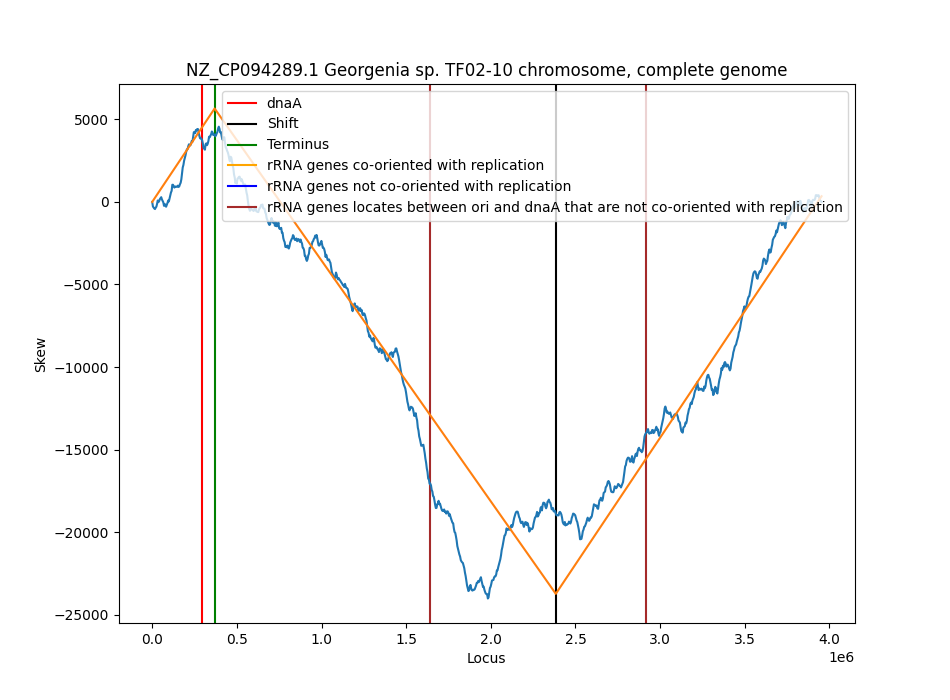 NZ_CP094289.1 Georgenia sp. TF02-10 chromosome, complete genome
dnaA
Shift
Terminus
rRNA genes co-oriented with replication
rRNA genes not co-oriented with replication
rRNA genes locates between ori and dnaA that are not co-oriented with replication
5000
0
−5000
−10000
−15000
−20000
−25000
Skew
0.0 0.5 1.0 1.5 2.0 2.5 3.0 3.5 4.0
1e6
Locus